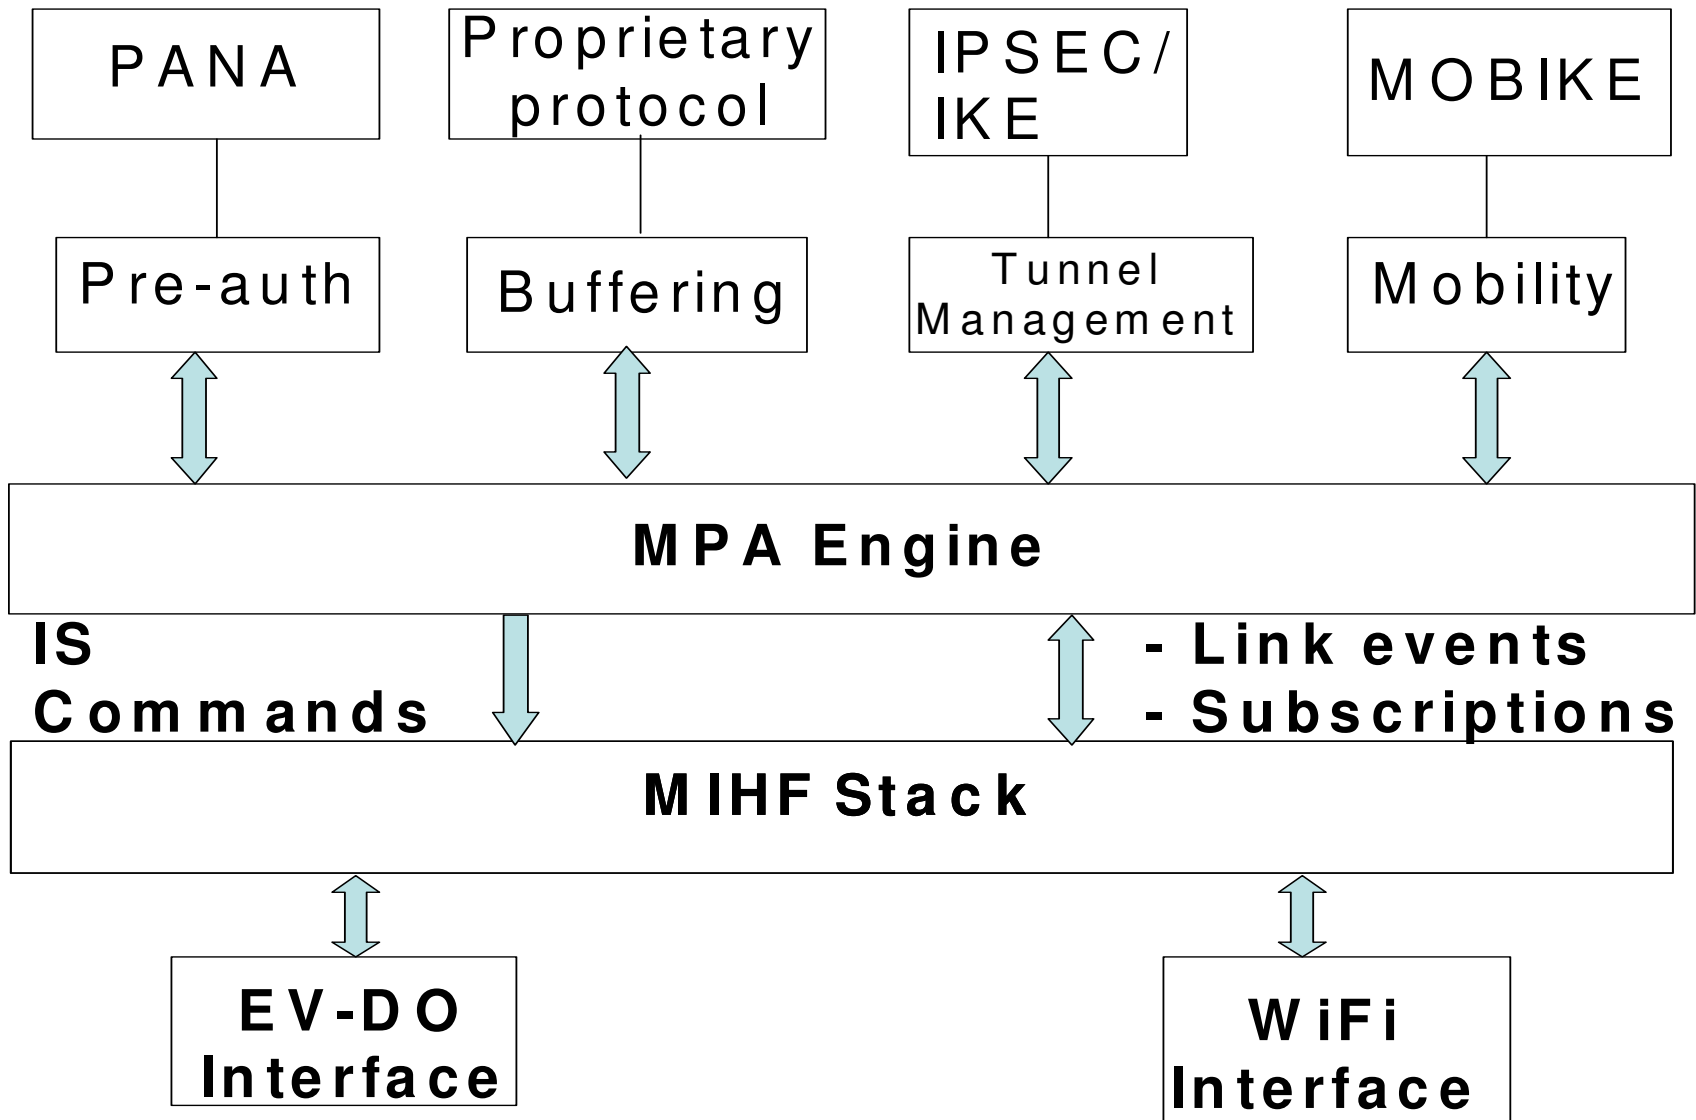 PANA
Proprietary
protocol
IPSEC/
IKE
MOBIKE
Pre-auth
Buffering
Tunnel
Management
Mobility
MPA Engine
IS
Commands
- Link events
- Subscriptions
MIHF Stack
EV-DO
Interface
WiFi
Interface